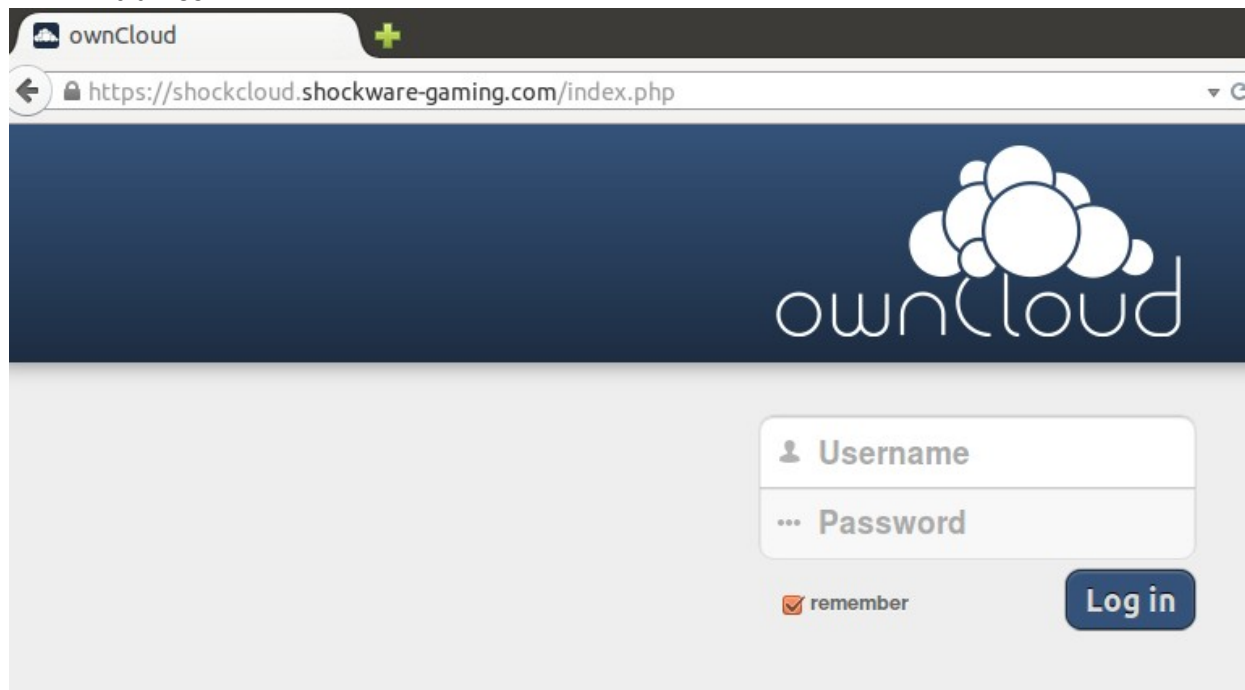 ownCloud
https://shockcloud.shockware-gaming.com/index.php
ownCloud
Username
Password
remember
Log in